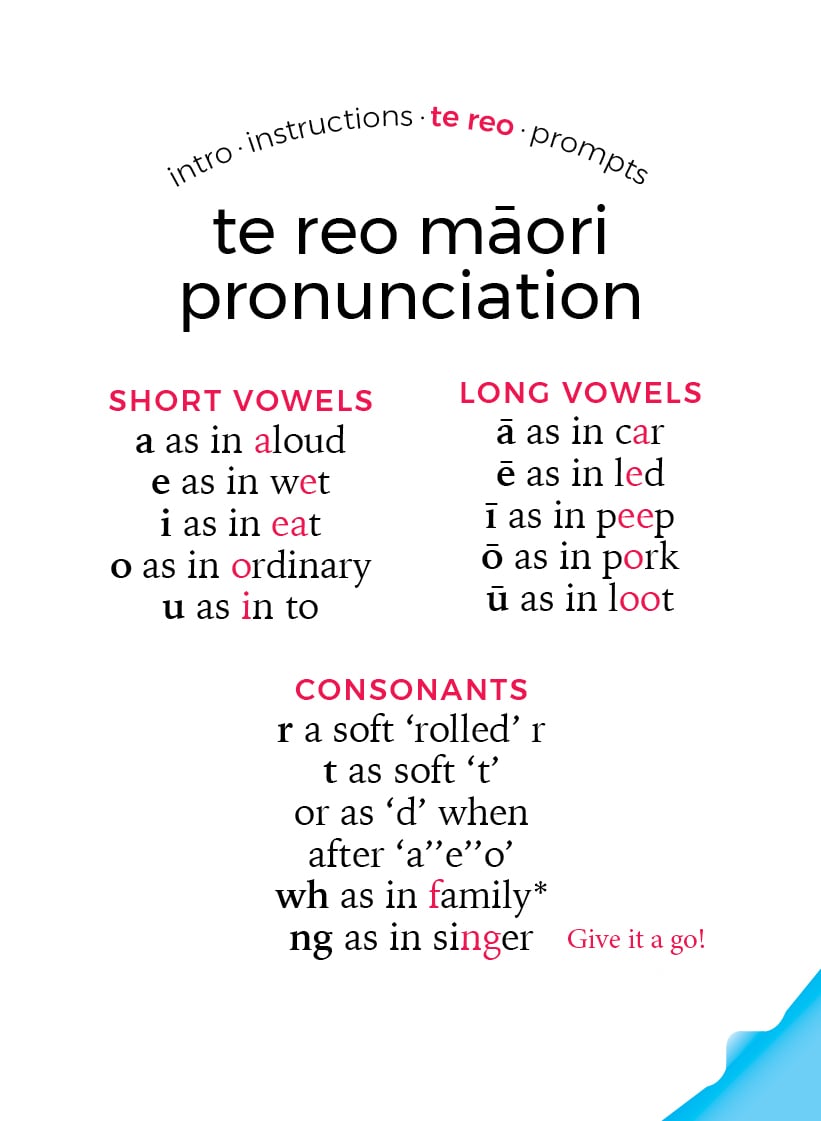 intro · instructions · te reo · prompts
te reo māori
pronunciation
SHORT VOWELS
a as in aloud
e as in wet
i as in eat
o as in ordinary
u as in to
LONG VOWELS
ā as in car
ē as in led
ī as in peep
ō as in pork
ū as in loot
CONSONANTS
r a soft ‘rolled’ r
t as soft ‘t’
or as ‘d’ when
after ‘a’’e’’o’
wh as in family*
ng as in singer
Give it a go!